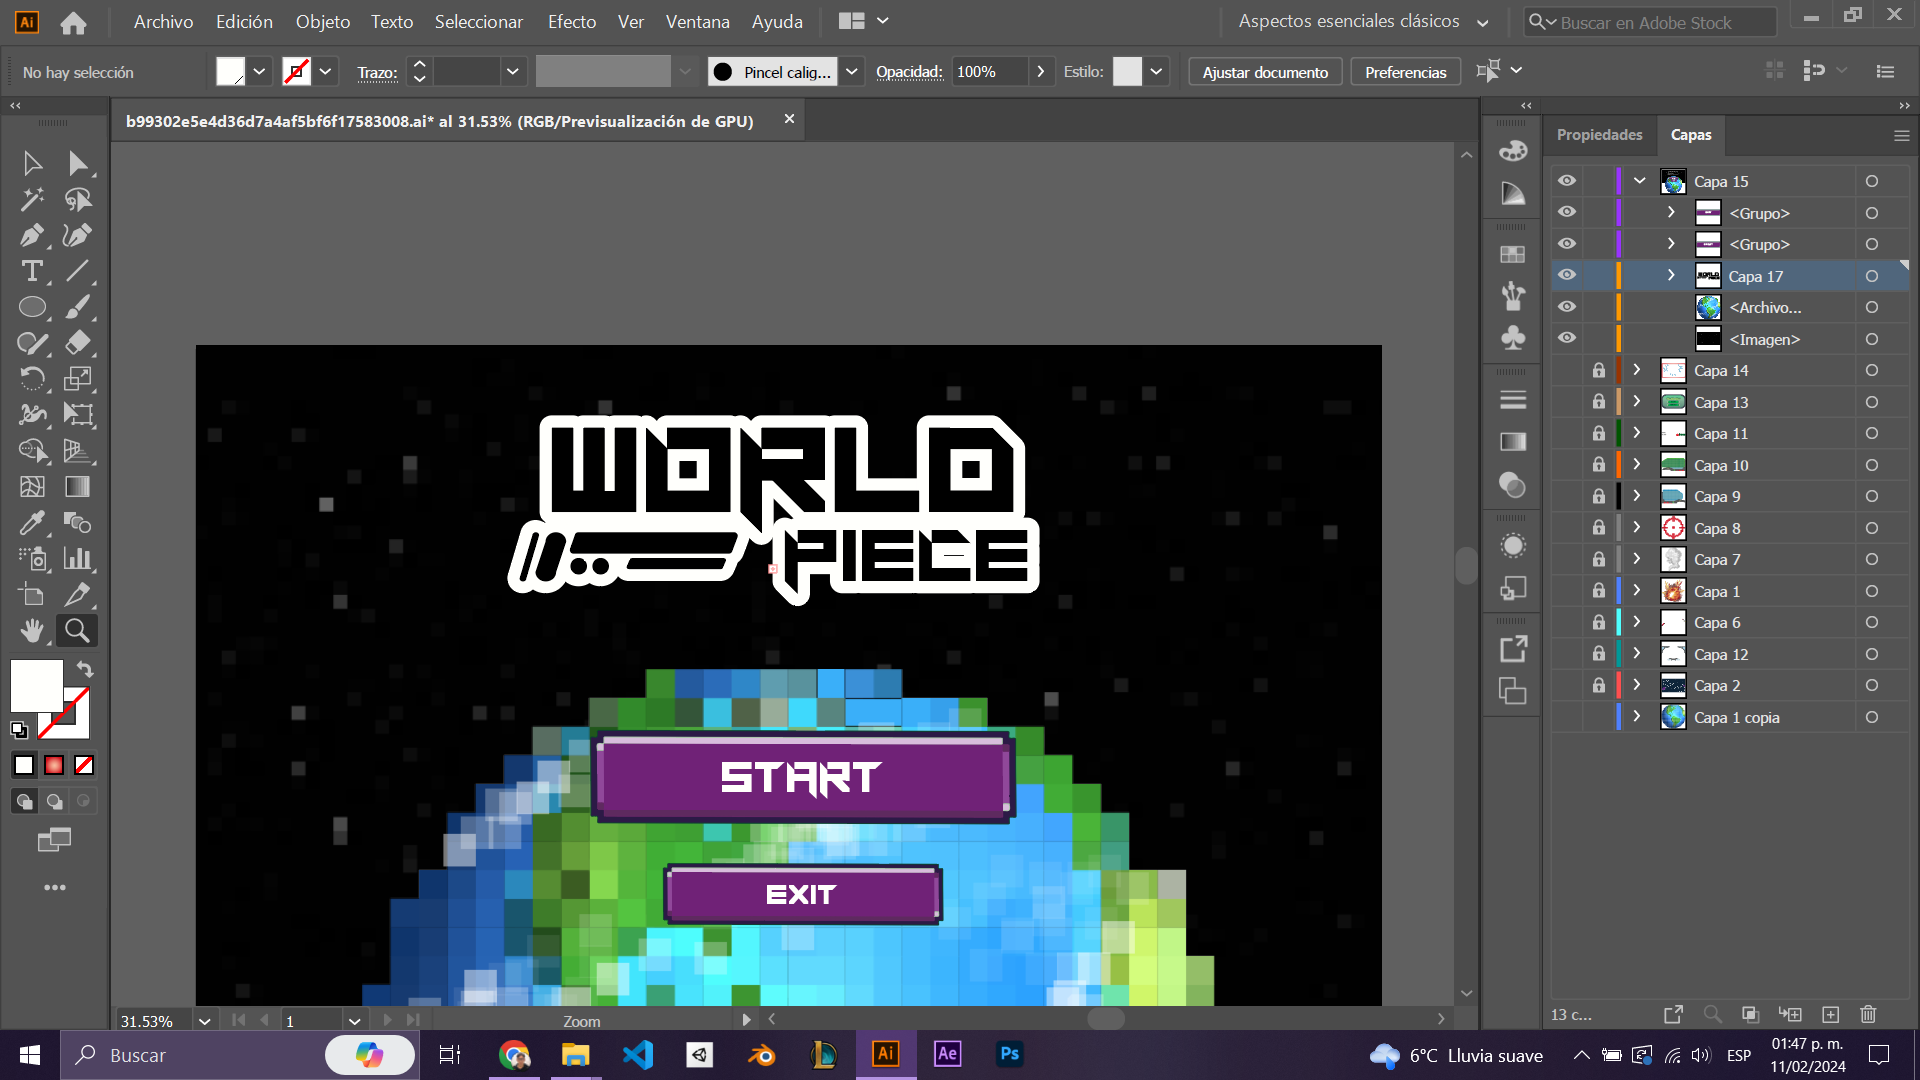 Ai
Archivo Edición Objeto Texto Seleccionar Efecto Ver Ventana Ayuda
Aspectos esenciales clásicos
Buscar en Adobe Stock
No hay selección
Trazo:
Pincel calig...
Opacidad: 100%
Estilo:
Ajustar documento
Preferencias
b99302e5e4d36d7a4af5bf6f17583008.ai* al 31.53% (RGB/Previsualización de GPU)
Propiedades
Capas
Capa 15
<Grupo>
<Grupo>
Capa 17
<Archivo...
<Imagen>
Capa 14
Capa 13
Capa 11
Capa 10
Capa 9
Capa 8
Capa 7
Capa 1
Capa 6
Capa 12
Capa 2
Capa 1 copia
WORLD
PIECE
START
EXIT
31.53%
1
Zoom
13 c...
Buscar
Ai
Ae
Ps
6°C Lluvia suave
ESP
01:47 p. m.
11/02/2024